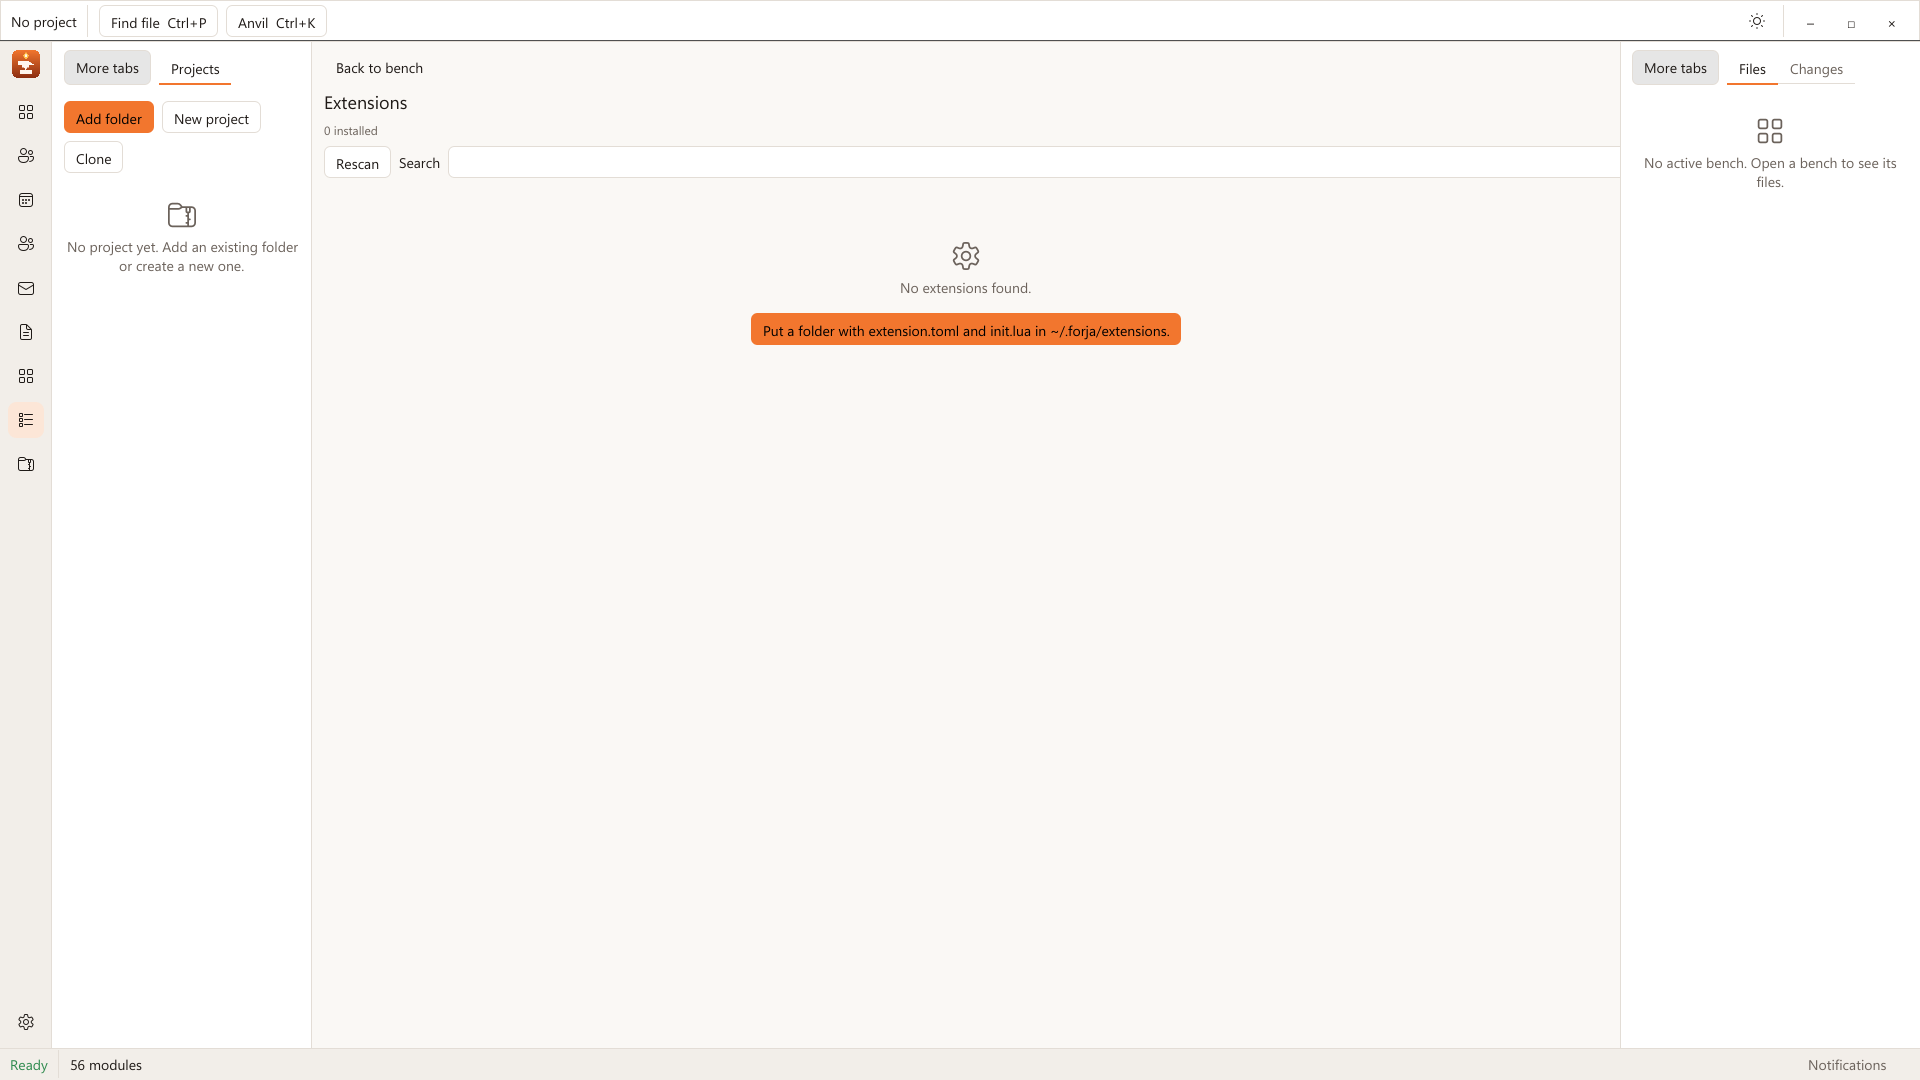 No project
Find file Ctrl+P
Anvil Ctrl+K
More tabs
Projects
Add folder
New project
Clone
No project yet. Add an existing folder
or create a new one.
Back to bench
Extensions
0 installed
Rescan
Search
No extensions found.
Put a folder with extension.toml and init.lua in ~/.forja/extensions.
More tabs
Files
Changes
No active bench. Open a bench to see its
files.
Ready
56 modules
Notifications